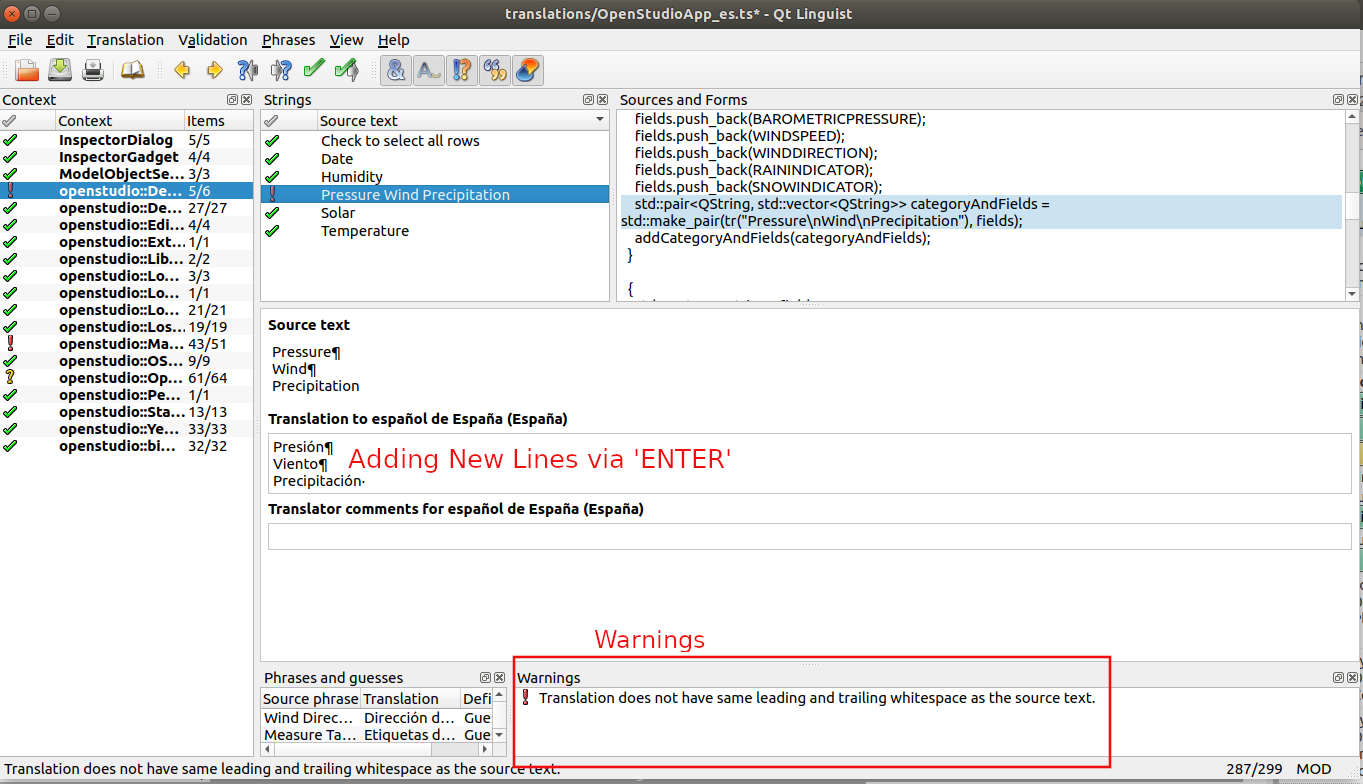 translations/OpenStudioApp_es.ts* - Qt Linguist
File Edit Translation Validation Phrases View Help
Context
Context Items
InspectorDialog 5/5
InspectorGadget 4/4
ModelObjectSe... 3/3
openstudio::De... 5/6
openstudio::De... 27/27
openstudio::Edi... 4/4
openstudio::Ext... 1/1
openstudio::Lib... 2/2
openstudio::Lo... 3/3
openstudio::Lo... 1/1
openstudio::Lo... 21/21
openstudio::Los... 19/19
openstudio::Ma... 43/51
openstudio::OS... 9/9
openstudio::Op... 61/64
openstudio::Pe... 1/1
openstudio::Sta... 13/13
openstudio::Ye... 33/33
openstudio::bi... 32/32
Strings
Source text
Check to select all rows
Date
Humidity
Pressure Wind Precipitation
Solar
Temperature
Sources and Forms
fields.push_back(BAROMETRICPRESSURE);
fields.push_back(WINDSPEED);
fields.push_back(WINDDIRECTION);
fields.push_back(RAININDICATOR);
fields.push_back(SNOWINDICATOR);
std::pair<QString, std::vector<QString>> categoryAndFields =
std::make_pair(tr("Pressure\nWind\nPrecipitation"), fields);
addCategoryAndFields(categoryAndFields);
}
{
Source text
Pressure¶
Wind¶
Precipitation
Translation to español de España (España)
Presión¶
Viento¶
Precipitación·
Adding New Lines via 'ENTER'
Translator comments for español de España (España)
Warnings
Phrases and guesses
Source phrase Translation Defi
Wind Direc... Dirección d... Gue
Measure Ta... Etiquetas d... Gue
Warnings
Translation does not have same leading and trailing whitespace as the source text.
Translation does not have same leading and trailing whitespace as the source text. 287/299 MOD